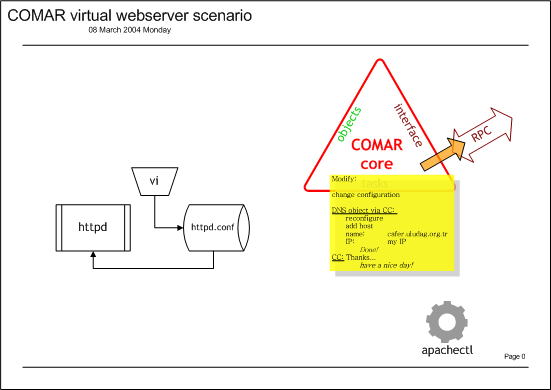 COMAR virtual webserver scenario
08 March 2004 Monday
objects
interface
COMAR
core
RPC
tasks
Modify:
change configuration
DNS object via CC:
reconfigure
add host
name: cafer.uludag.org.tr
IP: my IP
Done!
CC: Thanks...
have a nice day!
vi
httpd
httpd.conf
apachectl
Page 0